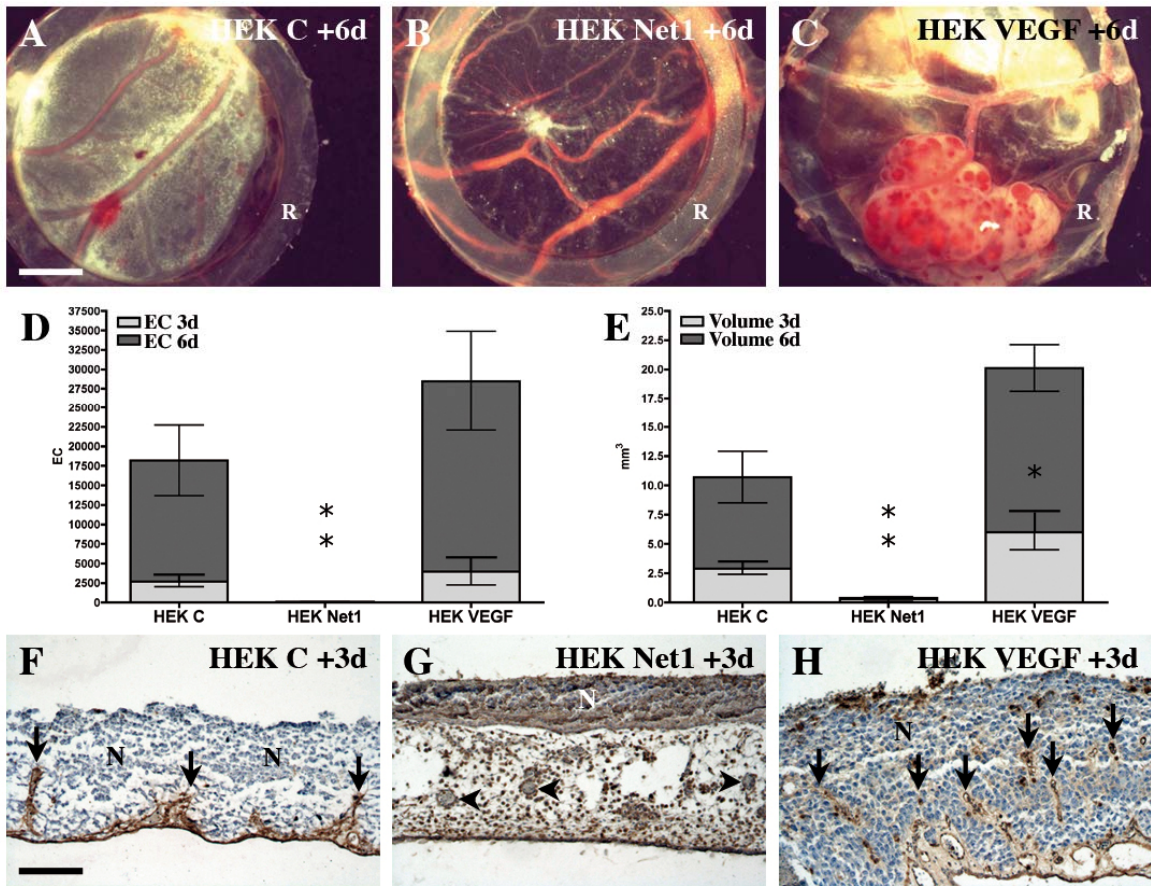 A HEK C +6d
R
B HEK Net1 +6d
R
C HEK VEGF +6d
R
D
EC 3d
EC 6d
37500
35000
32500
30000
27500
25000
22500
20000
17500
15000
12500
10000
7500
5000
2500
0
EC
*
*
HEK C HEK Net1 HEK VEGF
E
Volume 3d
Volume 6d
25.0
22.5
20.0
17.5
15.0
12.5
10.0
7.5
5.0
2.5
0.0
mm³
*
*
*
HEK C HEK Net1 HEK VEGF
F HEK C +3d
N N
G HEK Net1 +3d
N
H HEK VEGF +3d
N